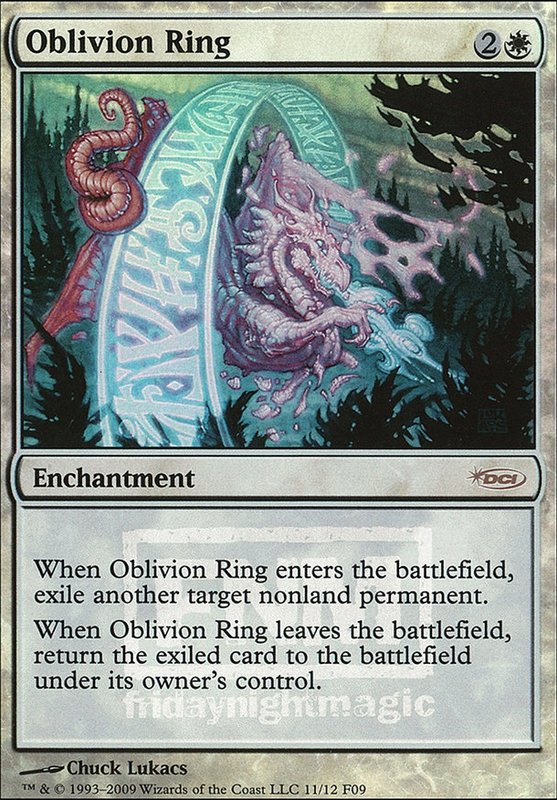 Oblivion Ring 2
Enchantment
DCI
When Oblivion Ring enters the battlefield,
exile another target nonland permanent.
When Oblivion Ring leaves the battlefield,
return the exiled card to the battlefield
under its owner's control.
FNM
fridaynightmagic
Chuck Lukacs
™ & © 1993–2009 Wizards of the Coast LLC 11/12 F09